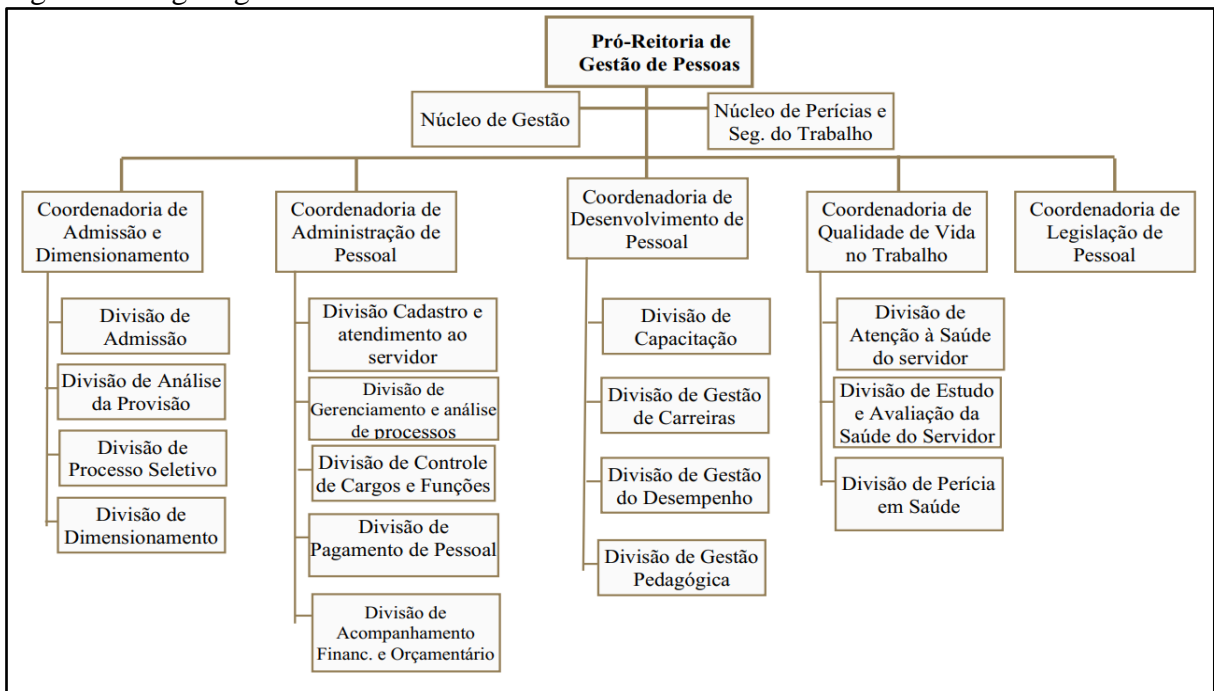 Pró-Reitoria de
Gestão de Pessoas
Núcleo de Gestão
Núcleo de Perícias e
Seg. do Trabalho
Coordenadoria de
Admissão e
Dimensionamento
Divisão de
Admissão
Divisão de Análise
da Provisão
Divisão de
Processo Seletivo
Divisão de
Dimensionamento
Coordenadoria de
Administração de
Pessoal
Divisão Cadastro e
atendimento ao
servidor
Divisão de
Gerenciamento e análise
de processos
Divisão de Controle
de Cargos e Funções
Divisão de
Pagamento de Pessoal
Divisão de
Acompanhamento
Financ. e Orçamentário
Coordenadoria de
Desenvolvimento de
Pessoal
Divisão de
Capacitação
Divisão de Gestão
de Carreiras
Divisão de Gestão
do Desempenho
Divisão de Gestão
Pedagógica
Coordenadoria de
Qualidade de Vida
no Trabalho
Divisão de
Atenção à Saúde
do servidor
Divisão de Estudo
e Avaliação da
Saúde do Servidor
Divisão de Perícia
em Saúde
Coordenadoria de
Legislação de
Pessoal